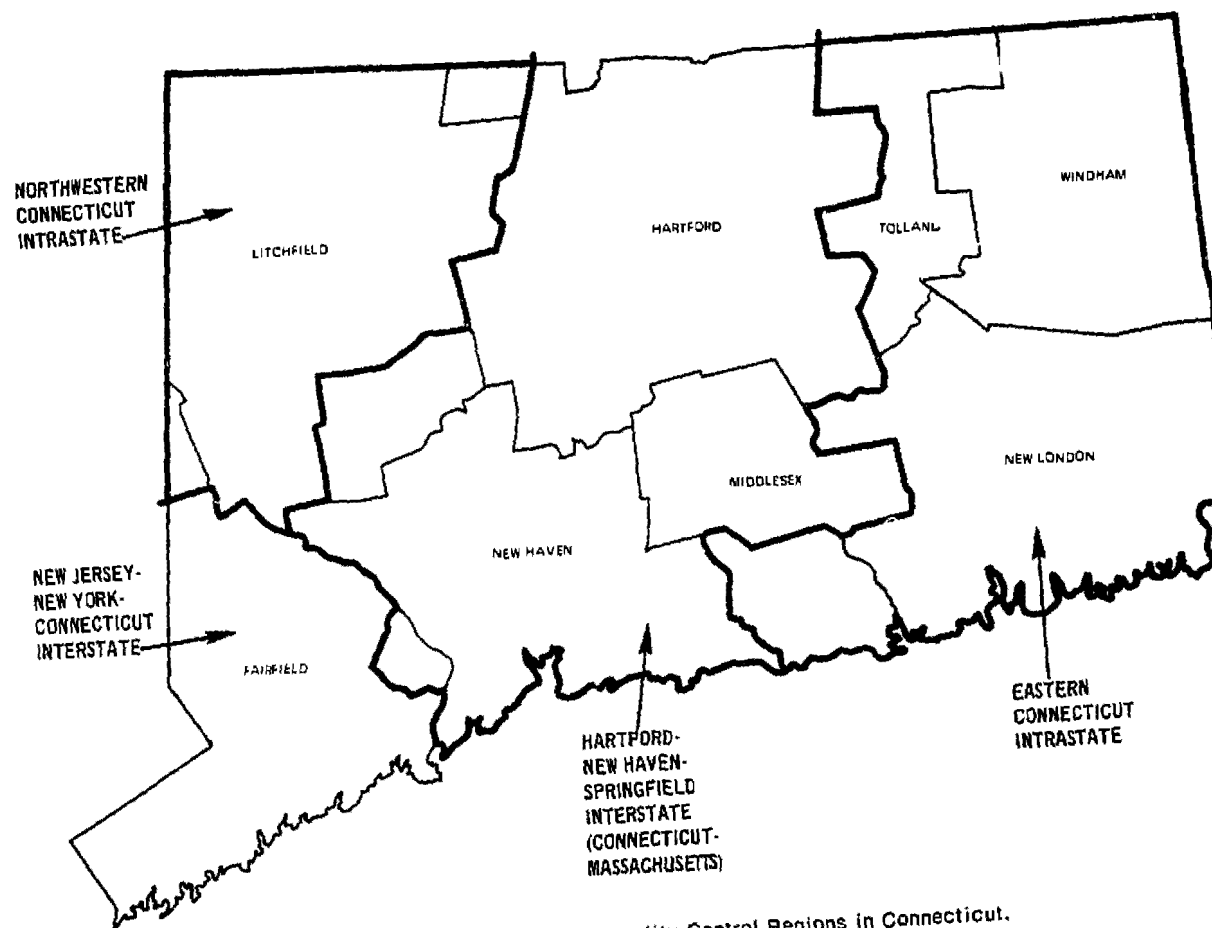 NORTHWESTERN
CONNECTICUT
INTRASTATE
LITCHFIELD
HARTFORD
TOLLAND
WINDHAM
MIDDLESEX
NEW LONDON
NEW HAVEN
NEW JERSEY-
NEW YORK-
CONNECTICUT
INTERSTATE
FAIRFIELD
HARTFORD-
NEW HAVEN-
SPRINGFIELD
INTERSTATE
(CONNECTICUT-
MASSACHUSETTS)
EASTERN
CONNECTICUT
INTRASTATE
Control Regions in Connecticut.